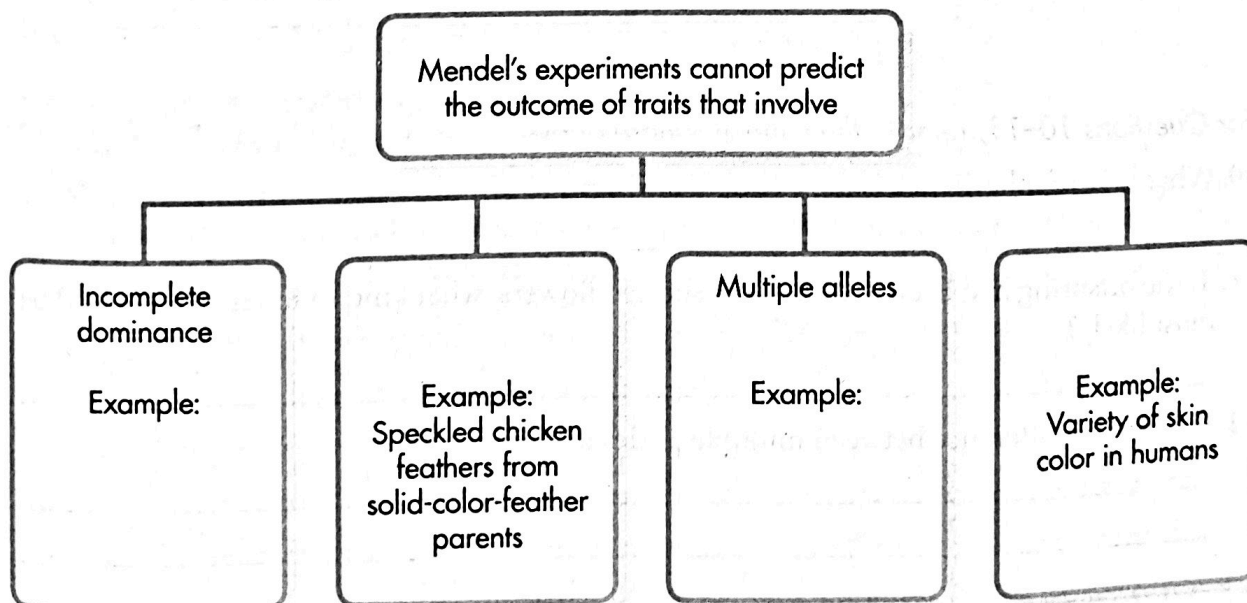 Mendel's experiments cannot predict
the outcome of traits that involve
Incomplete
dominance
Example:
Example:
Speckled chicken
feathers from
solid-color-feather
parents
Multiple alleles
Example:
Example:
Variety of skin
color in humans